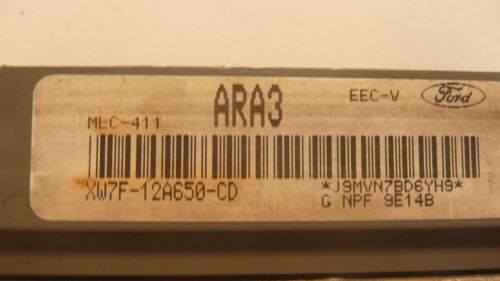 ARA3
EEC-V
Ford
MLC-411
XW7F-12A650-CD
*J9MVN7BD6YH9*
G NPF 9E14B